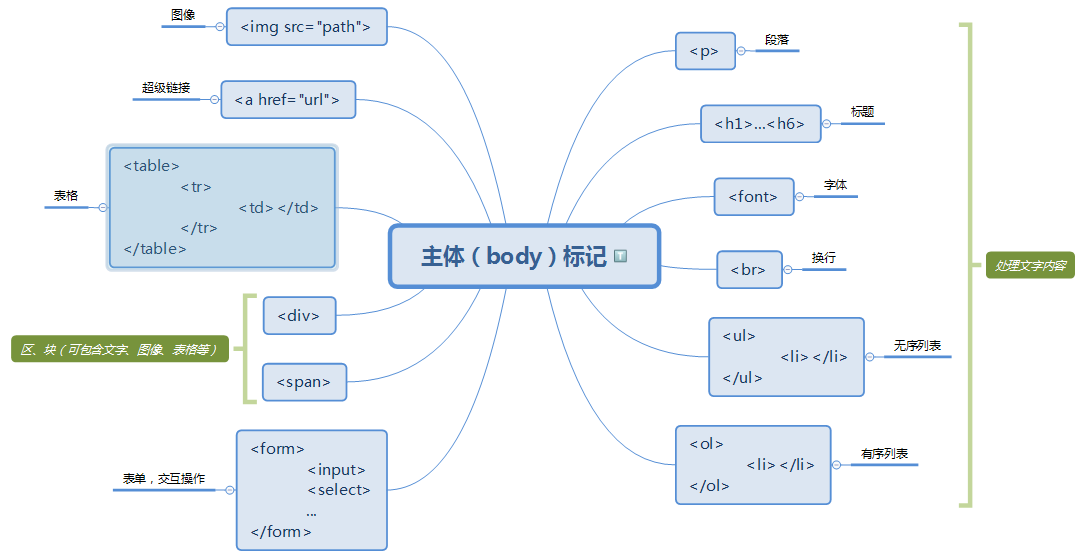 主体（body）标记
<p>
段落
<h1>...<h6>
标题
<font>
字体
<br>
换行
<ul>
<li></li>
</ul>
无序列表
<ol>
<li></li>
</ol>
有序列表
处理文字内容
图像
<img src="path">
超级链接
<a href="url">
表格
<table>
<tr>
<td></td>
</tr>
</table>
区、块（可包含文字、图像、表格等）
<div>
<span>
表单，交互操作
<form>
<input>
<select>
...
</form>